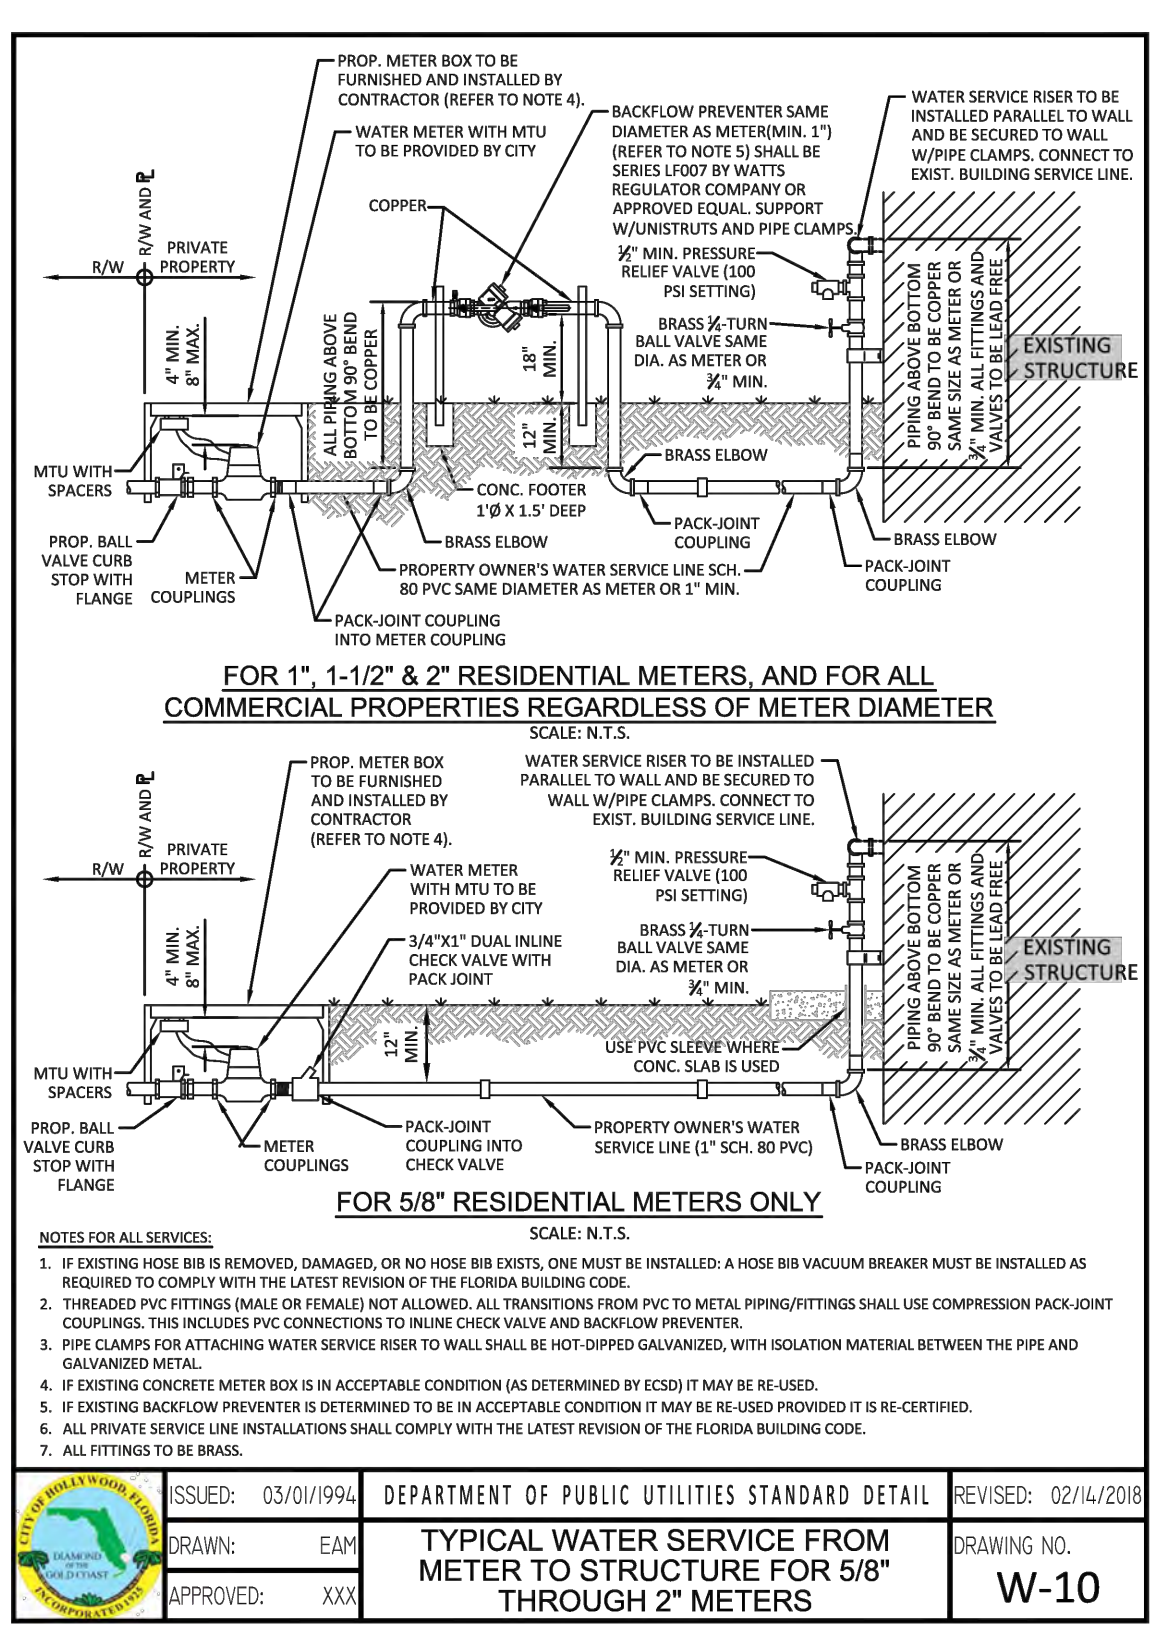 PROP. METER BOX TO BE
FURNISHED AND INSTALLED BY
CONTRACTOR (REFER TO NOTE 4).
WATER METER WITH MTU
TO BE PROVIDED BY CITY
BACKFLOW PREVENTER SAME
DIAMETER AS METER(MIN. 1")
(REFER TO NOTE 5) SHALL BE
SERIES LF007 BY WATTS
REGULATOR COMPANY OR
APPROVED EQUAL. SUPPORT
W/UNISTRUTS AND PIPE CLAMPS.
WATER SERVICE RISER TO BE
INSTALLED PARALLEL TO WALL
AND BE SECURED TO WALL
W/PIPE CLAMPS. CONNECT TO
EXIST. BUILDING SERVICE LINE.
COPPER
R/W AND PL
R/W
PRIVATE
PROPERTY
½" MIN. PRESSURE
RELIEF VALVE (100
PSI SETTING)
BRASS ¼-TURN
BALL VALVE SAME
DIA. AS METER OR
¾" MIN.
4" MIN.
8" MAX.
ALL PIPING ABOVE
BOTTOM 90° BEND
TO BE COPPER
18"
MIN.
12"
MIN.
PIPING ABOVE BOTTOM
90° BEND TO BE COPPER
SAME SIZE AS METER OR
¾" MIN. ALL FITTINGS AND
VALVES TO BE LEAD FREE
EXISTING
STRUCTURE
MTU WITH
SPACERS
BRASS ELBOW
CONC. FOOTER
1'Ø X 1.5' DEEP
PACK-JOINT
COUPLING
PROP. BALL
VALVE CURB
STOP WITH
FLANGE
METER
COUPLINGS
BRASS ELBOW
BRASS ELBOW
PROPERTY OWNER'S WATER SERVICE LINE SCH.
80 PVC SAME DIAMETER AS METER OR 1" MIN.
PACK-JOINT
COUPLING
PACK-JOINT COUPLING
INTO METER COUPLING
FOR 1", 1-1/2" & 2" RESIDENTIAL METERS, AND FOR ALL
COMMERCIAL PROPERTIES REGARDLESS OF METER DIAMETER
SCALE: N.T.S.
PROP. METER BOX
TO BE FURNISHED
AND INSTALLED BY
CONTRACTOR
(REFER TO NOTE 4).
WATER SERVICE RISER TO BE INSTALLED
PARALLEL TO WALL AND BE SECURED TO
WALL W/PIPE CLAMPS. CONNECT TO
EXIST. BUILDING SERVICE LINE.
R/W AND PL
R/W
PRIVATE
PROPERTY
WATER METER
WITH MTU TO BE
PROVIDED BY CITY
½" MIN. PRESSURE
RELIEF VALVE (100
PSI SETTING)
3/4"X1" DUAL INLINE
CHECK VALVE WITH
PACK JOINT
BRASS ¼-TURN
BALL VALVE SAME
DIA. AS METER OR
¾" MIN.
4" MIN.
8" MAX.
12"
MIN.
PIPING ABOVE BOTTOM
90° BEND TO BE COPPER
SAME SIZE AS METER OR
¾" MIN. ALL FITTINGS AND
VALVES TO BE LEAD FREE
EXISTING
STRUCTURE
USE PVC SLEEVE WHERE
CONC. SLAB IS USED
MTU WITH
SPACERS
PROP. BALL
VALVE CURB
STOP WITH
FLANGE
METER
COUPLINGS
PACK-JOINT
COUPLING INTO
CHECK VALVE
PROPERTY OWNER'S WATER
SERVICE LINE (1" SCH. 80 PVC)
BRASS ELBOW
PACK-JOINT
COUPLING
FOR 5/8" RESIDENTIAL METERS ONLY
SCALE: N.T.S.
NOTES FOR ALL SERVICES:
1. IF EXISTING HOSE BIB IS REMOVED, DAMAGED, OR NO HOSE BIB EXISTS, ONE MUST BE INSTALLED: A HOSE BIB VACUUM BREAKER MUST BE INSTALLED AS
REQUIRED TO COMPLY WITH THE LATEST REVISION OF THE FLORIDA BUILDING CODE.
2. THREADED PVC FITTINGS (MALE OR FEMALE) NOT ALLOWED. ALL TRANSITIONS FROM PVC TO METAL PIPING/FITTINGS SHALL USE COMPRESSION PACK-JOINT
COUPLINGS. THIS INCLUDES PVC CONNECTIONS TO INLINE CHECK VALVE AND BACKFLOW PREVENTER.
3. PIPE CLAMPS FOR ATTACHING WATER SERVICE RISER TO WALL SHALL BE HOT-DIPPED GALVANIZED, WITH ISOLATION MATERIAL BETWEEN THE PIPE AND
GALVANIZED METAL.
4. IF EXISTING CONCRETE METER BOX IS IN ACCEPTABLE CONDITION (AS DETERMINED BY ECSD) IT MAY BE RE-USED.
5. IF EXISTING BACKFLOW PREVENTER IS DETERMINED TO BE IN ACCEPTABLE CONDITION IT MAY BE RE-USED PROVIDED IT IS RE-CERTIFIED.
6. ALL PRIVATE SERVICE LINE INSTALLATIONS SHALL COMPLY WITH THE LATEST REVISION OF THE FLORIDA BUILDING CODE.
7. ALL FITTINGS TO BE BRASS.
CITY OF HOLLYWOOD, FLORIDA
DIAMOND
OF THE
GOLD COAST
INCORPORATED 1925
ISSUED: 03/01/1994
DRAWN: EAM
APPROVED: XXX
DEPARTMENT OF PUBLIC UTILITIES STANDARD DETAIL
TYPICAL WATER SERVICE FROM
METER TO STRUCTURE FOR 5/8"
THROUGH 2" METERS
REVISED: 02/14/2018
DRAWING NO.
W-10